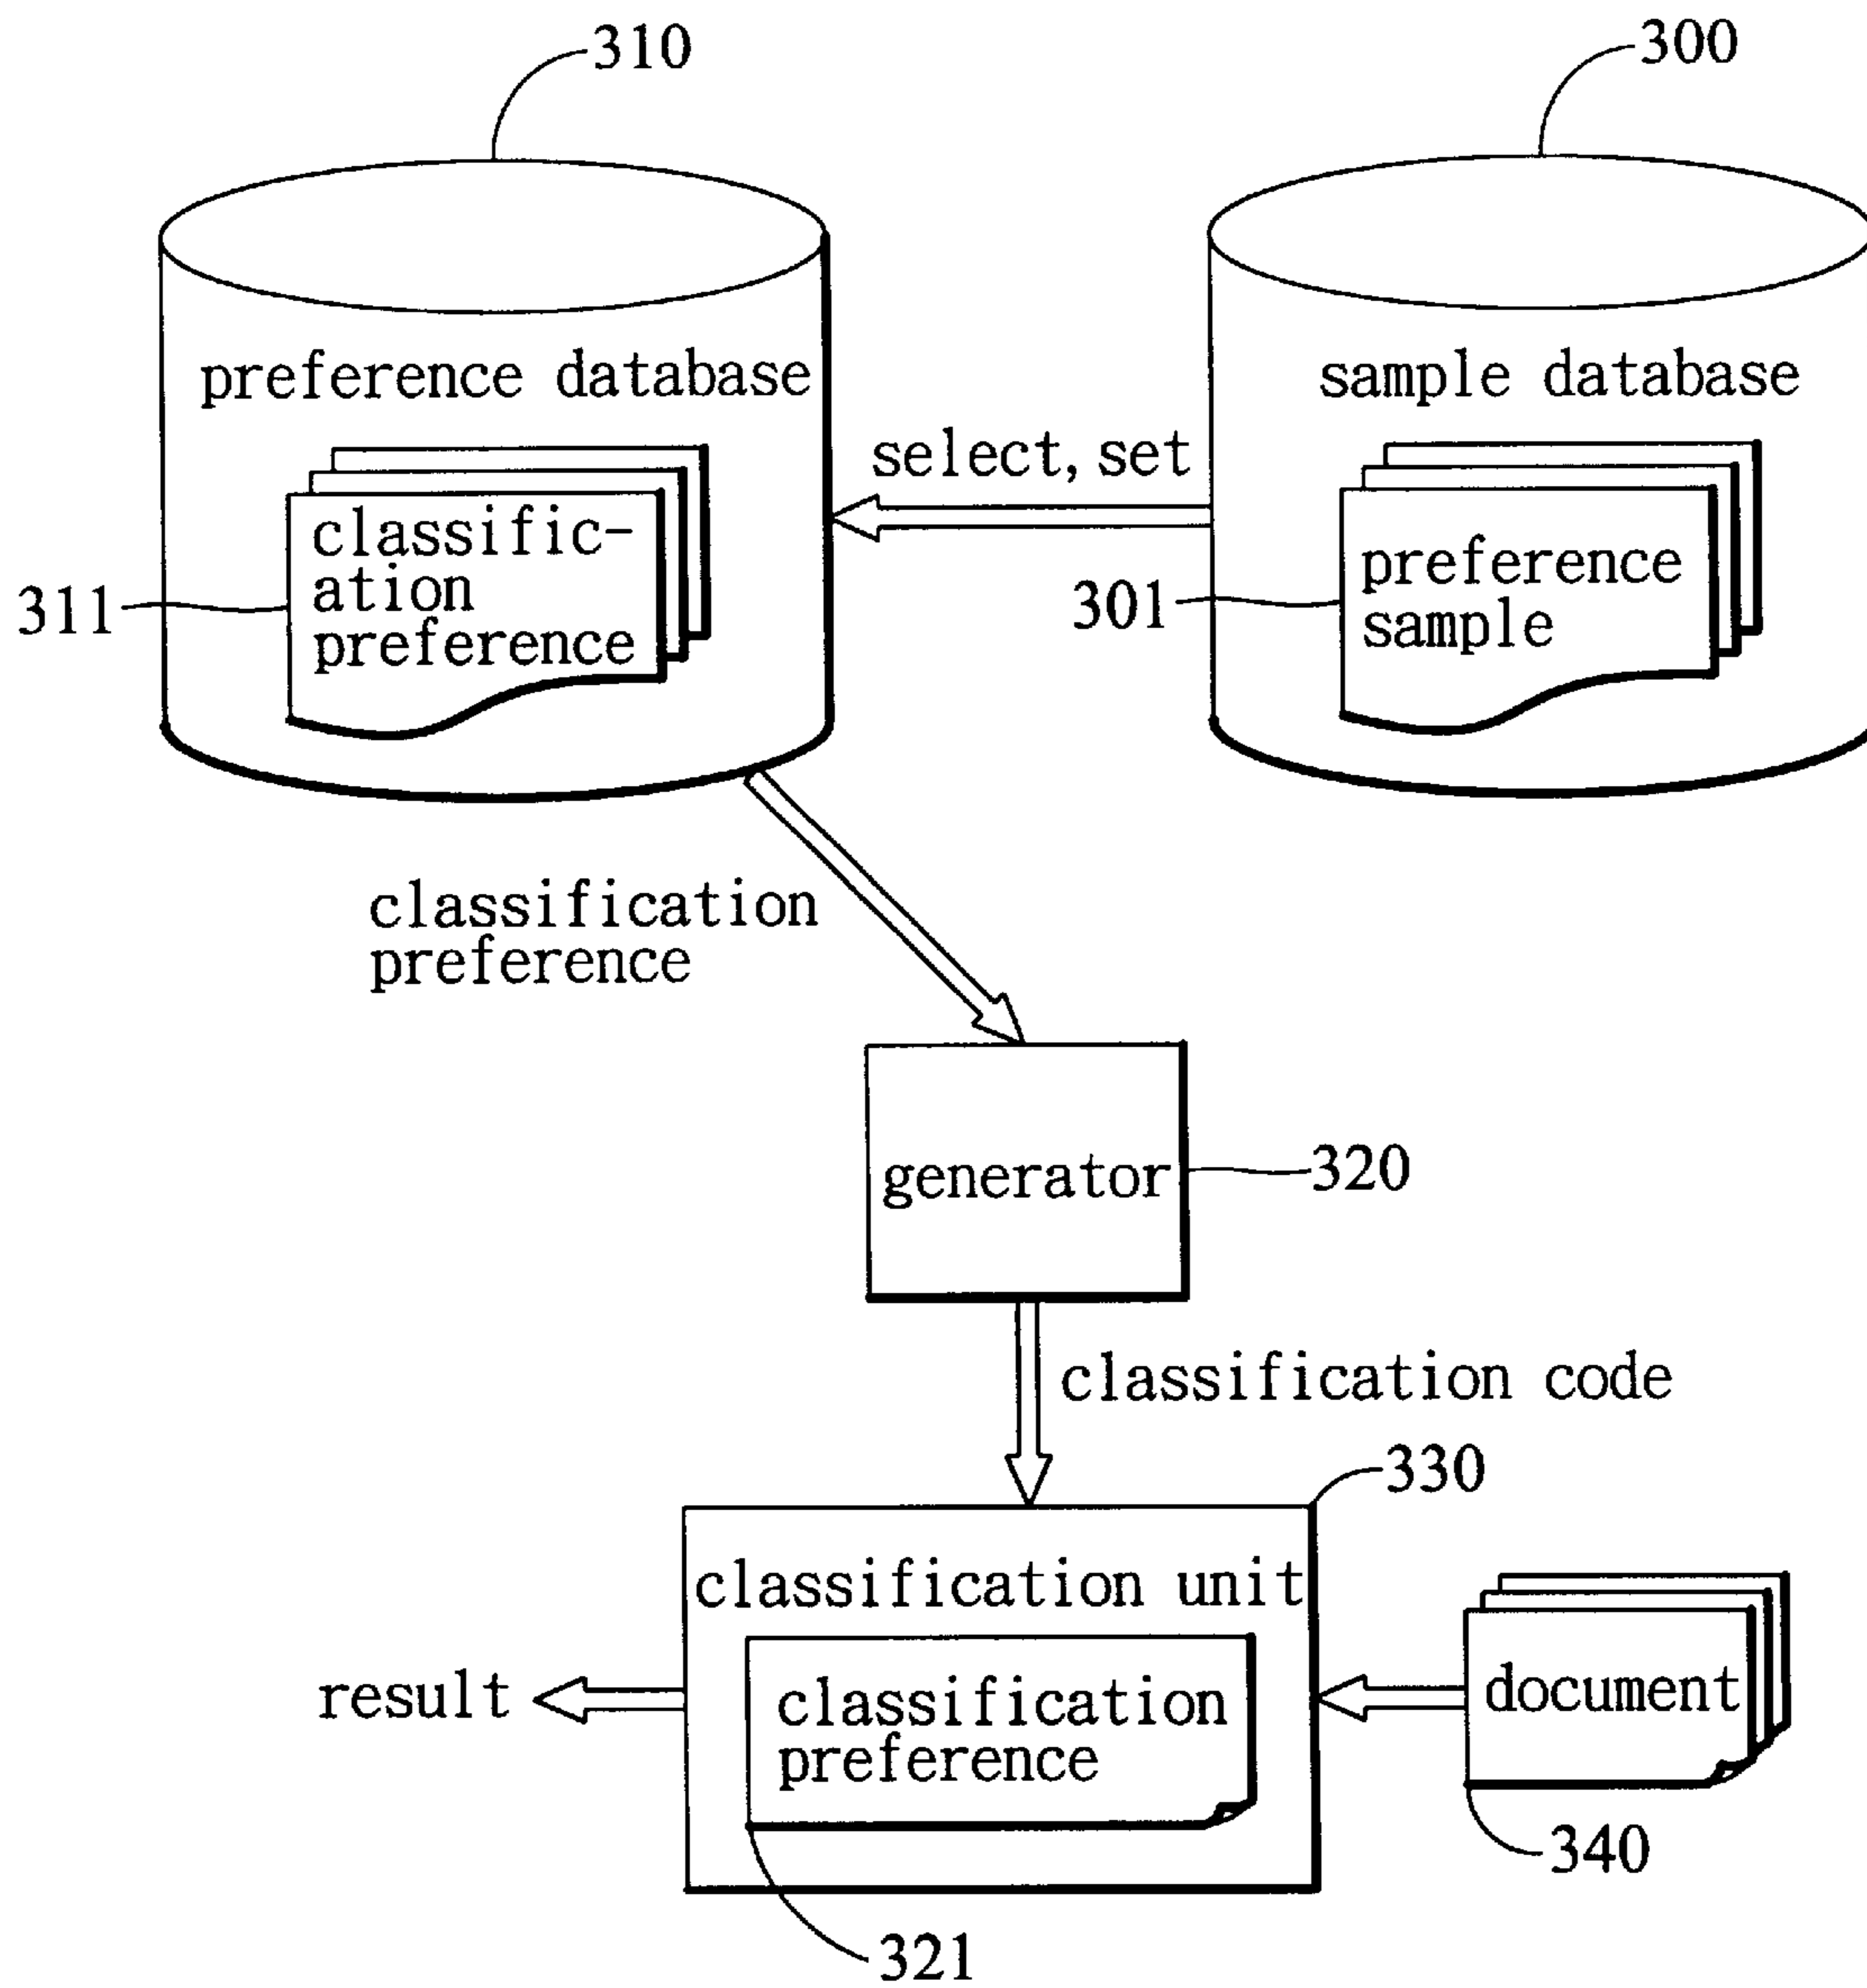 310
300
preference database
sample database
select, set
classific-
ation
preference
311
preference
sample
301
classification
preference
generator
320
classification code
330
classification unit
classification
preference
result
document
340
321